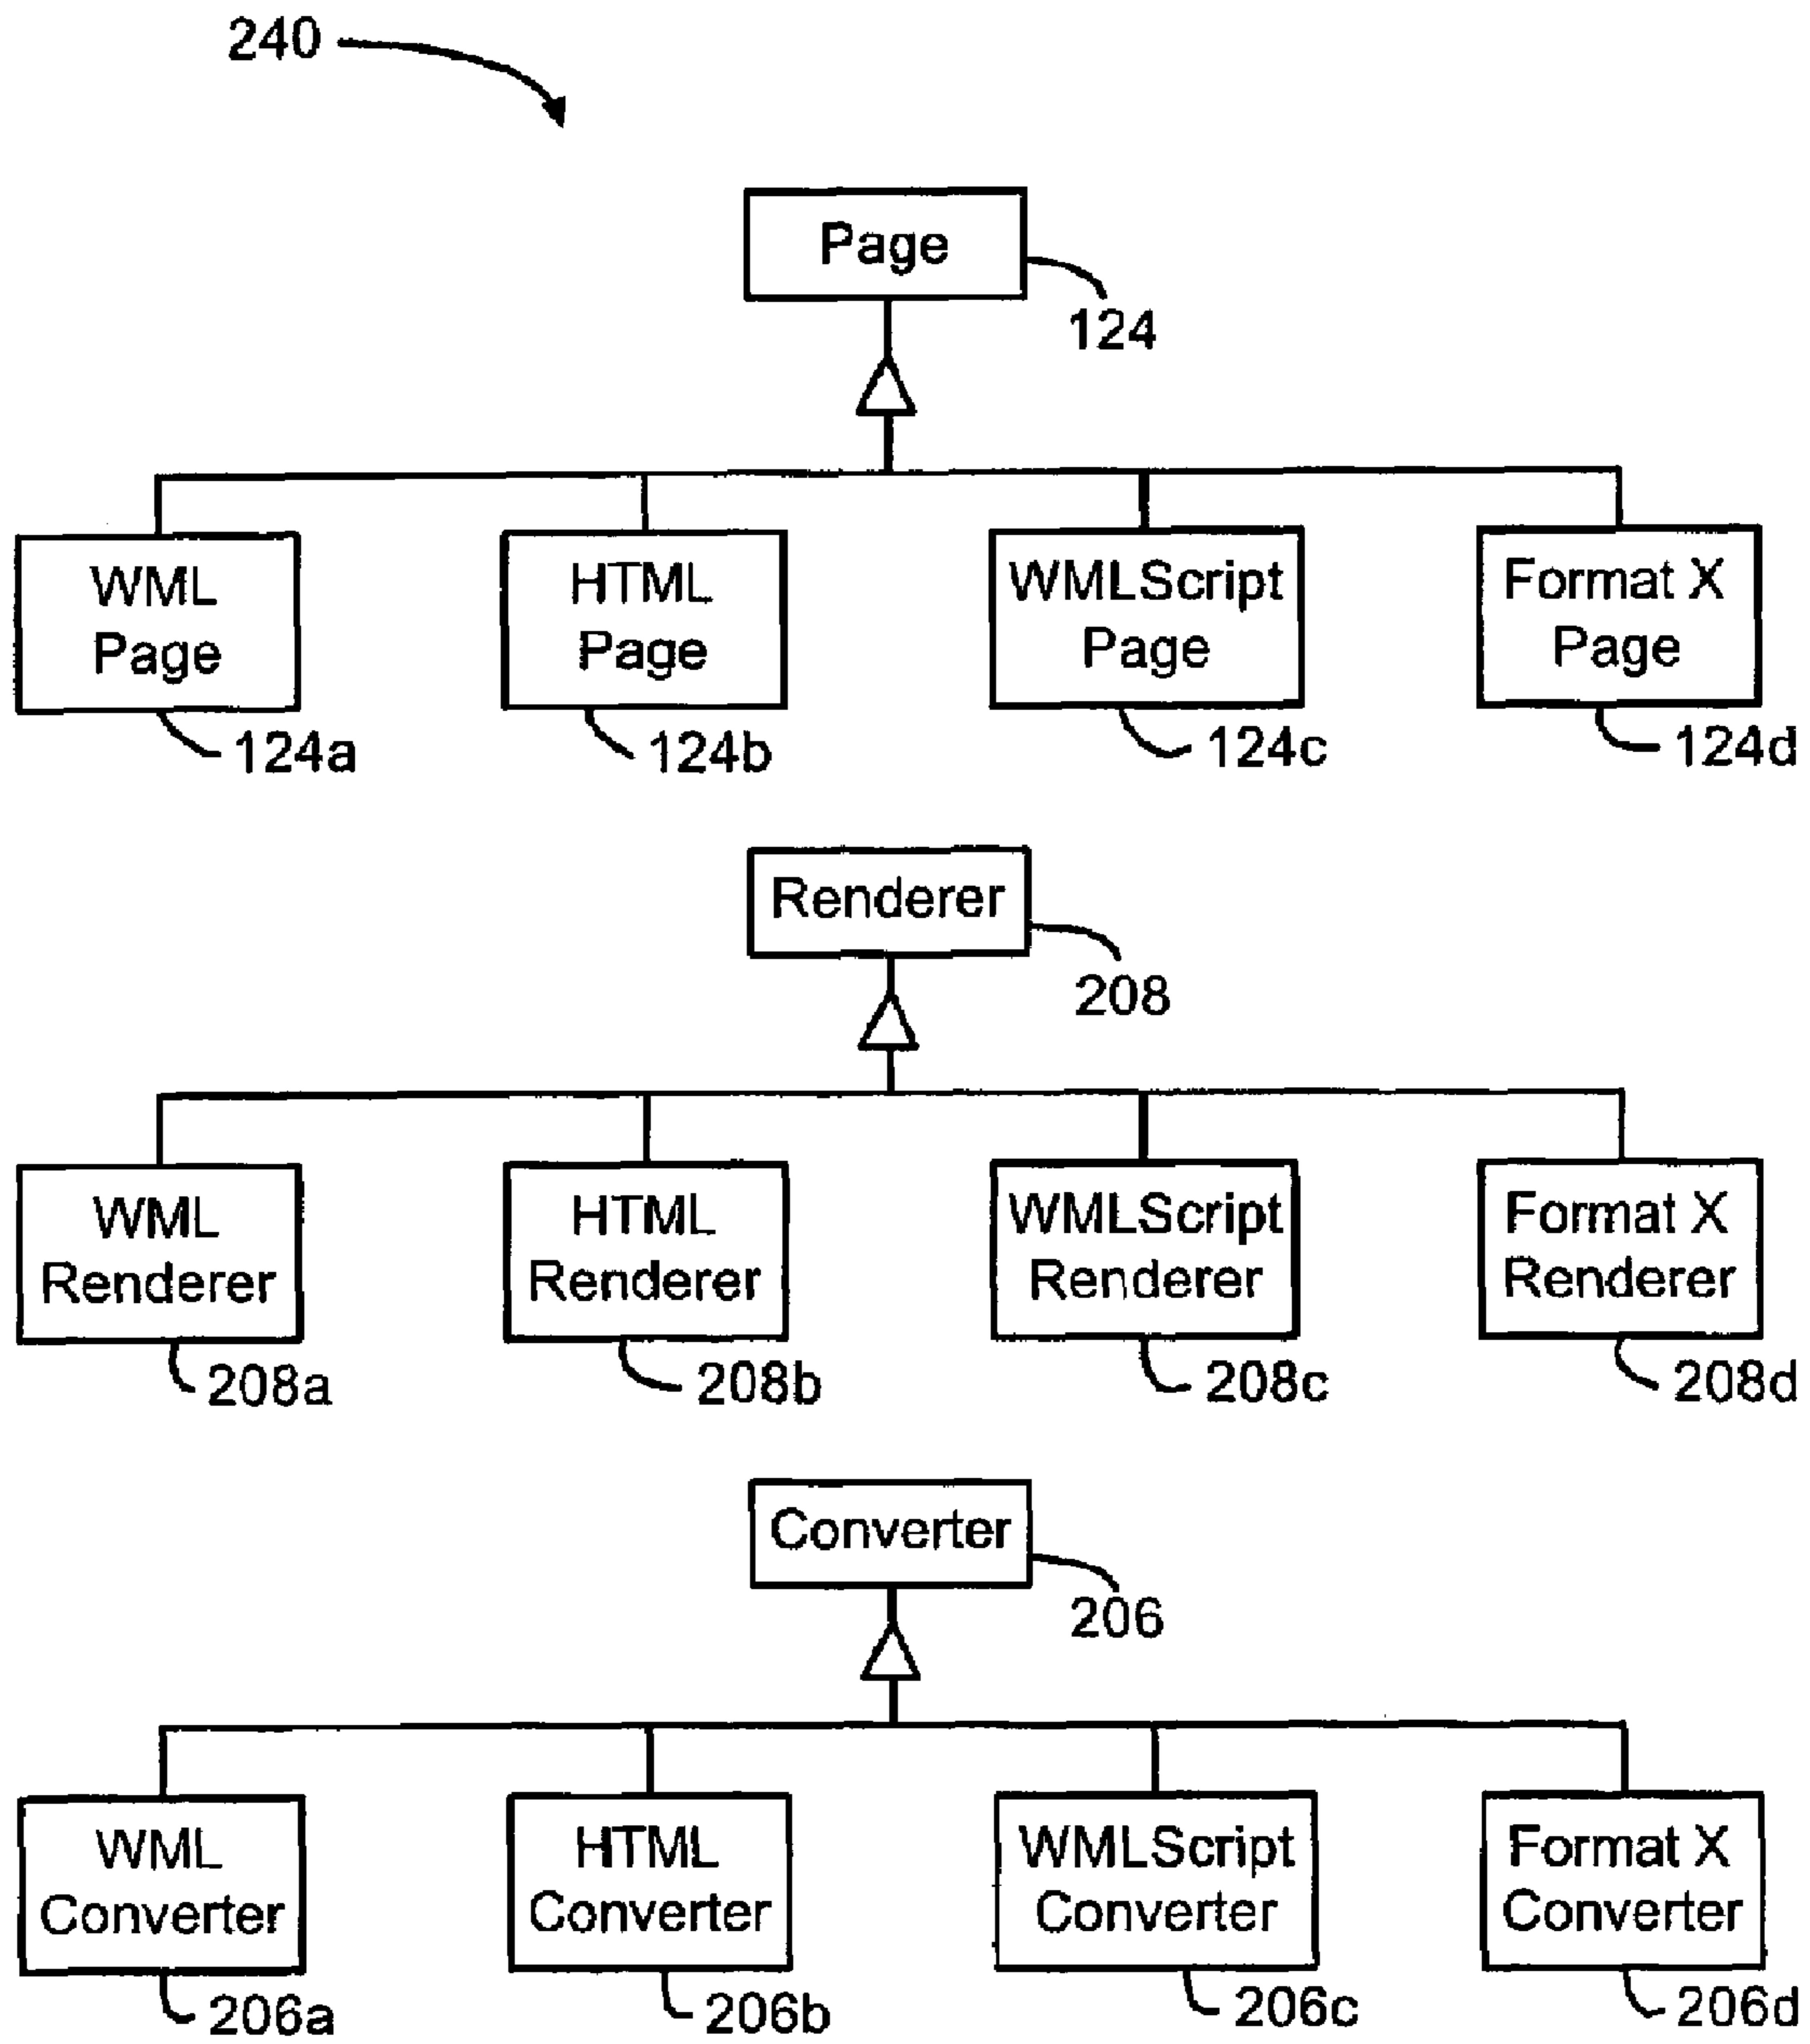 240
Page
124
WML
Page
124a
HTML
Page
124b
WMLScript
Page
124c
Format X
Page
124d
Renderer
208
WML
Renderer
208a
HTML
Renderer
208b
WMLScript
Renderer
208c
Format X
Renderer
208d
Converter
206
WML
Converter
206a
HTML
Converter
206b
WMLScript
Converter
206c
Format X
Converter
206d